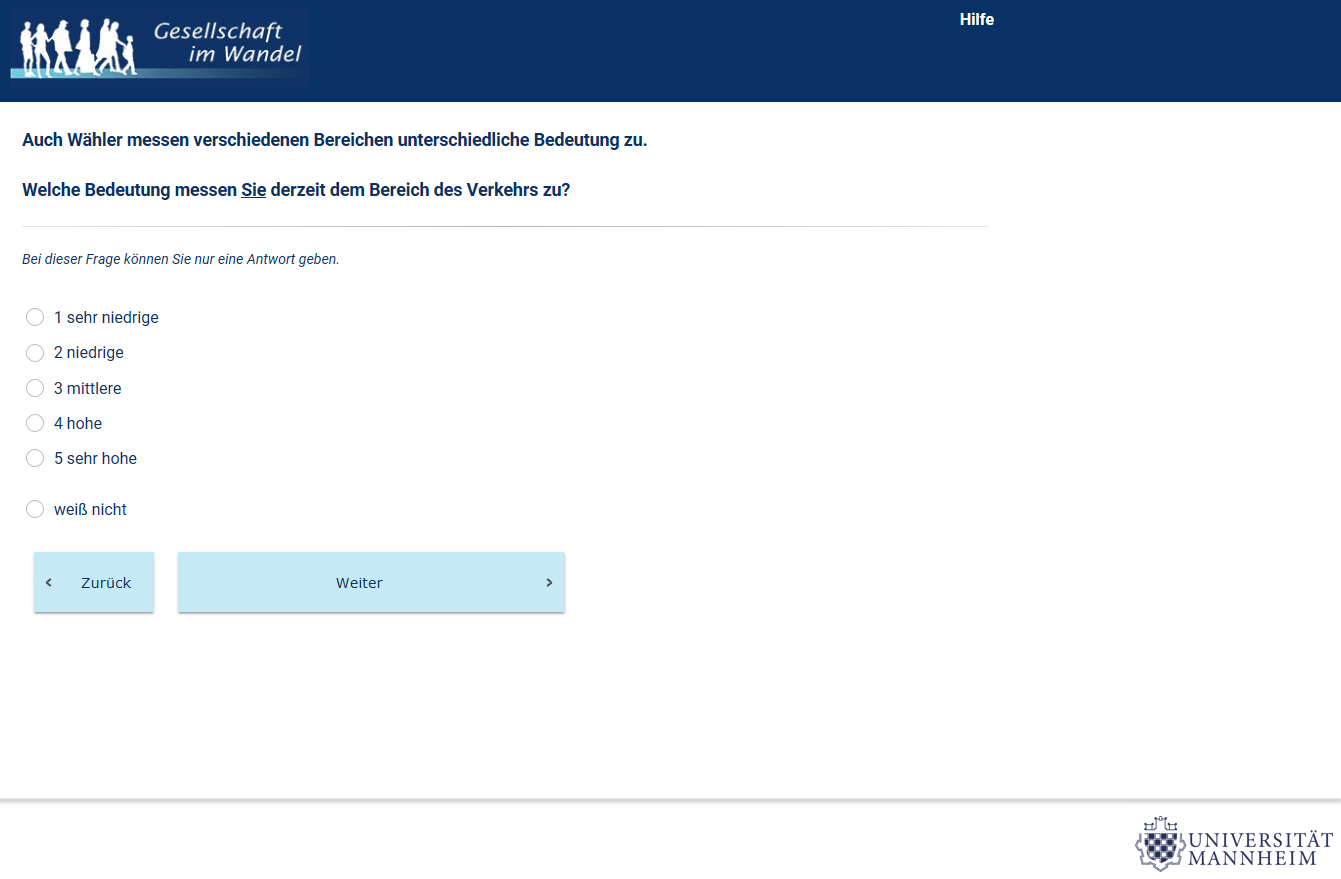 Gesellschaft
im Wandel
Hilfe
Auch Wähler messen verschiedenen Bereichen unterschiedliche Bedeutung zu.
Welche Bedeutung messen Sie derzeit dem Bereich des Verkehrs zu?
Bei dieser Frage können Sie nur eine Antwort geben.
1 sehr niedrige
2 niedrige
3 mittlere
4 hohe
5 sehr hohe
weiß nicht
‹ Zurück
Weiter ›
UNIVERSITÄT
MANNHEIM